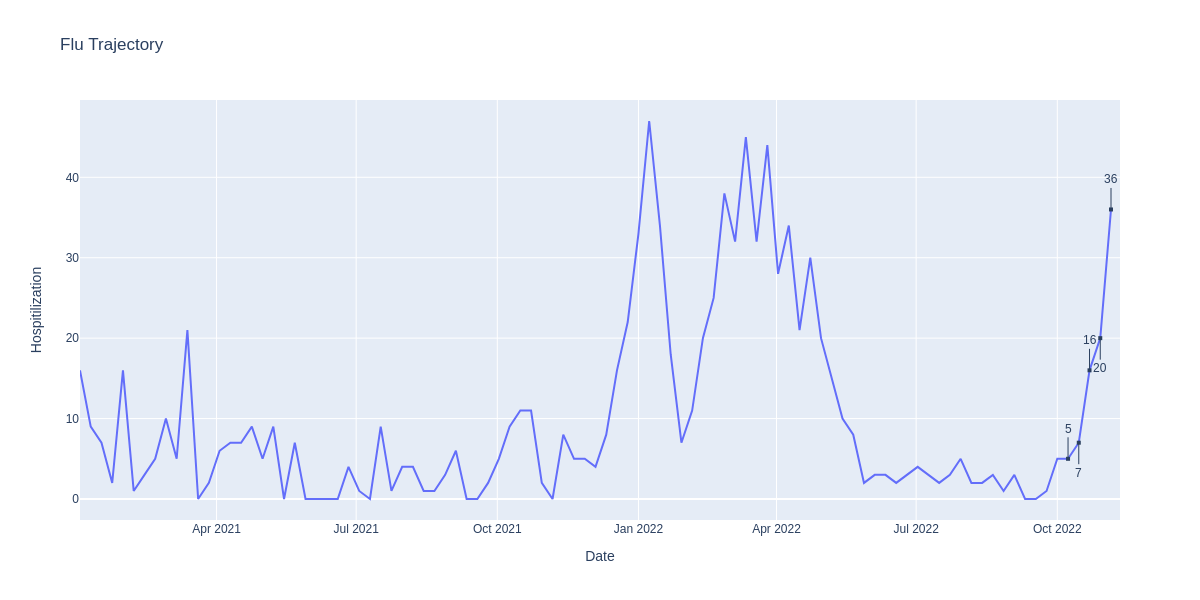 Flu Trajectory
Hospitilization
40
30
20
10
0
36
16
20
5
7
Apr 2021
Jul 2021
Oct 2021
Jan 2022
Apr 2022
Jul 2022
Oct 2022
Date